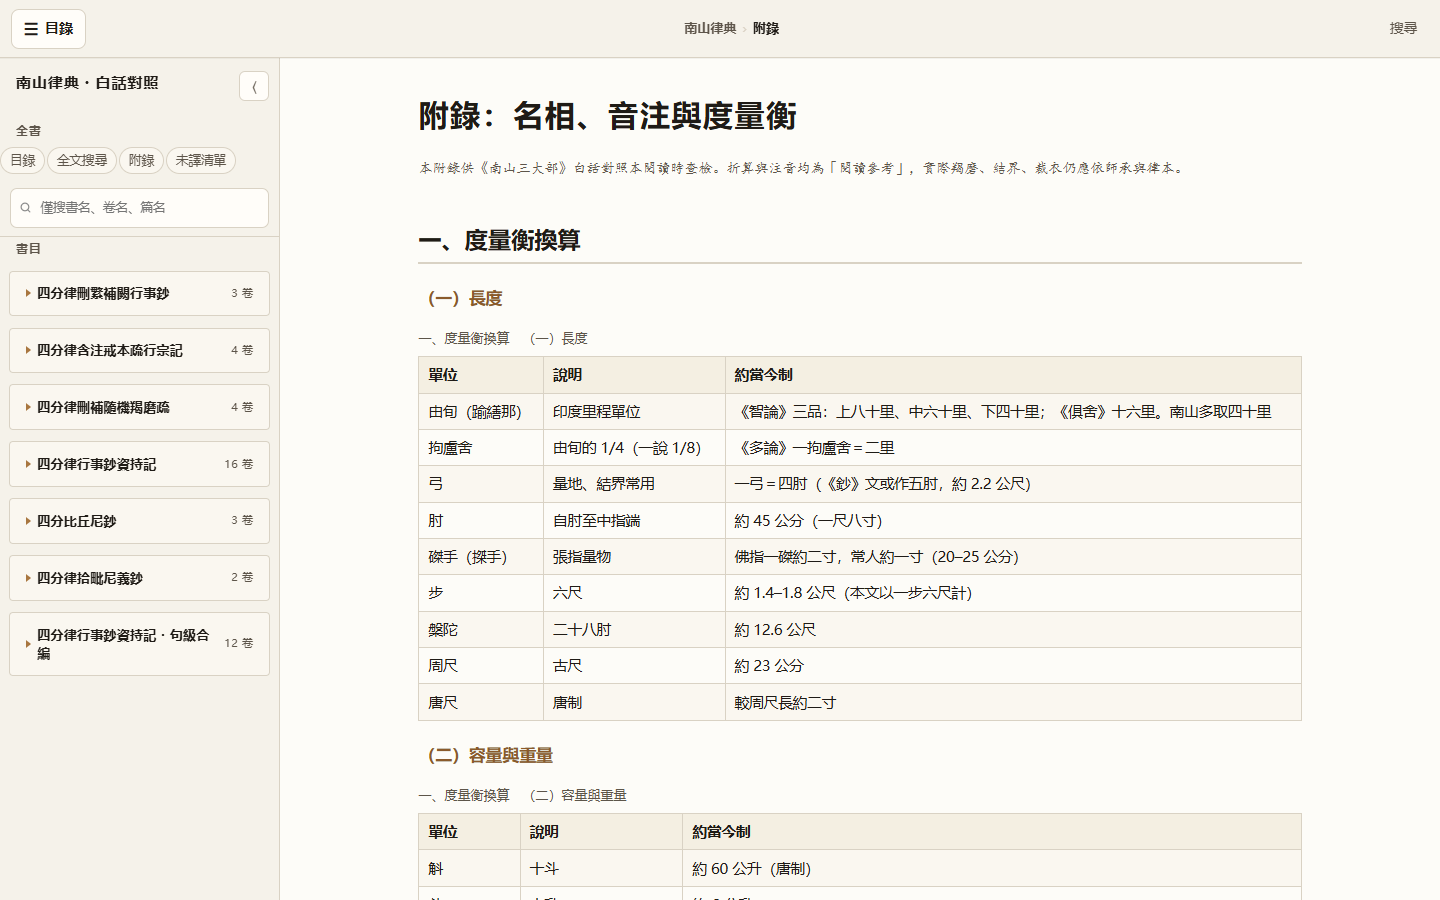 ☰ 目錄
南山律典 › 附錄
搜尋
南山律典・白話對照
全書
目錄 全文搜尋 附錄 未譯清單
僅搜書名、卷名、篇名
書目
四分律刪繁補闕行事鈔 3 卷
四分律含注戒本疏行宗記 4 卷
四分律刪補隨機羯磨疏 4 卷
四分律行事鈔資持記 16 卷
四分比丘尼鈔 3 卷
四分律拾毗尼義鈔 2 卷
四分律行事鈔資持記・句級合
編 12 卷
附錄：名相、音注與度量衡
本附錄供《南山三大部》白話對照本閱讀時查檢。折算與注音均為「閱讀參考」，實際羯磨、結界、裁衣仍應依師承與律本。
一、度量衡換算
（一）長度
一、度量衡換算 （一）長度
單位 說明 約當今制
由旬（踰繕那） 印度里程單位 《智論》三品：上八十里、中六十里、下四十里；《俱舍》十六里。南山多取四十里
拘盧舍 由旬的 1/4（一說 1/8） 《多論》一拘盧舍＝二里
弓 量地、結界常用 一弓＝四肘（《鈔》文或作五肘，約 2.2 公尺）
肘 自肘至中指端 約 45 公分（一尺八寸）
磔手（搩手） 張指量物 佛指一磔約二寸，常人約一寸（20–25 公分）
步 六尺 約 1.4–1.8 公尺（本文以一步六尺計）
槃陀 二十八肘 約 12.6 公尺
周尺 古尺 約 23 公分
唐尺 唐制 較周尺長約二寸
（二）容量與重量
一、度量衡換算 （二）容量與重量
單位 說明 約當今制
斛 十斗 約 60 公升（唐制）